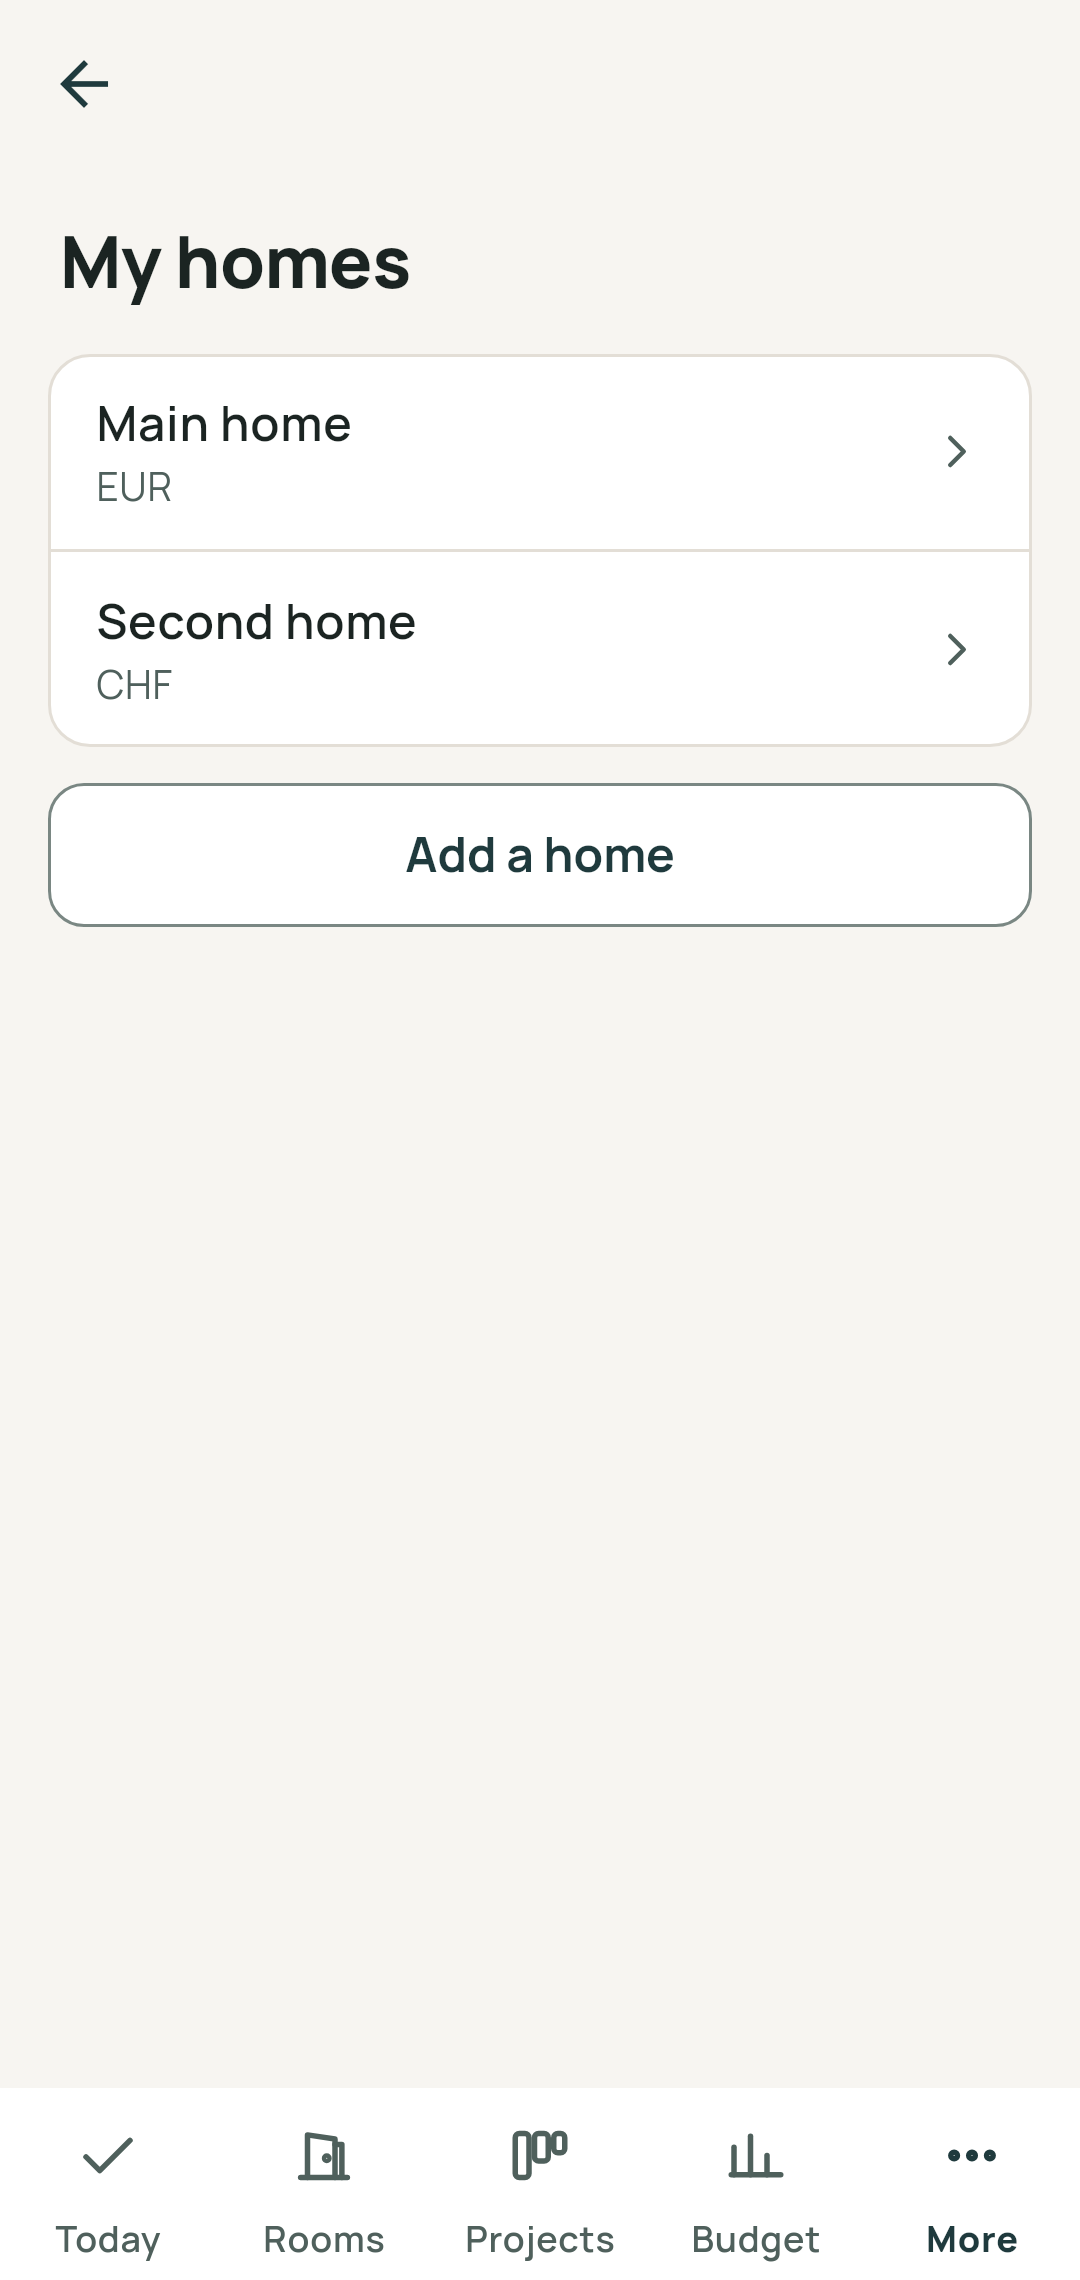 My homes
Main home
EUR
Second home
CHF
Add a home
Today
Rooms
Projects
Budget
More